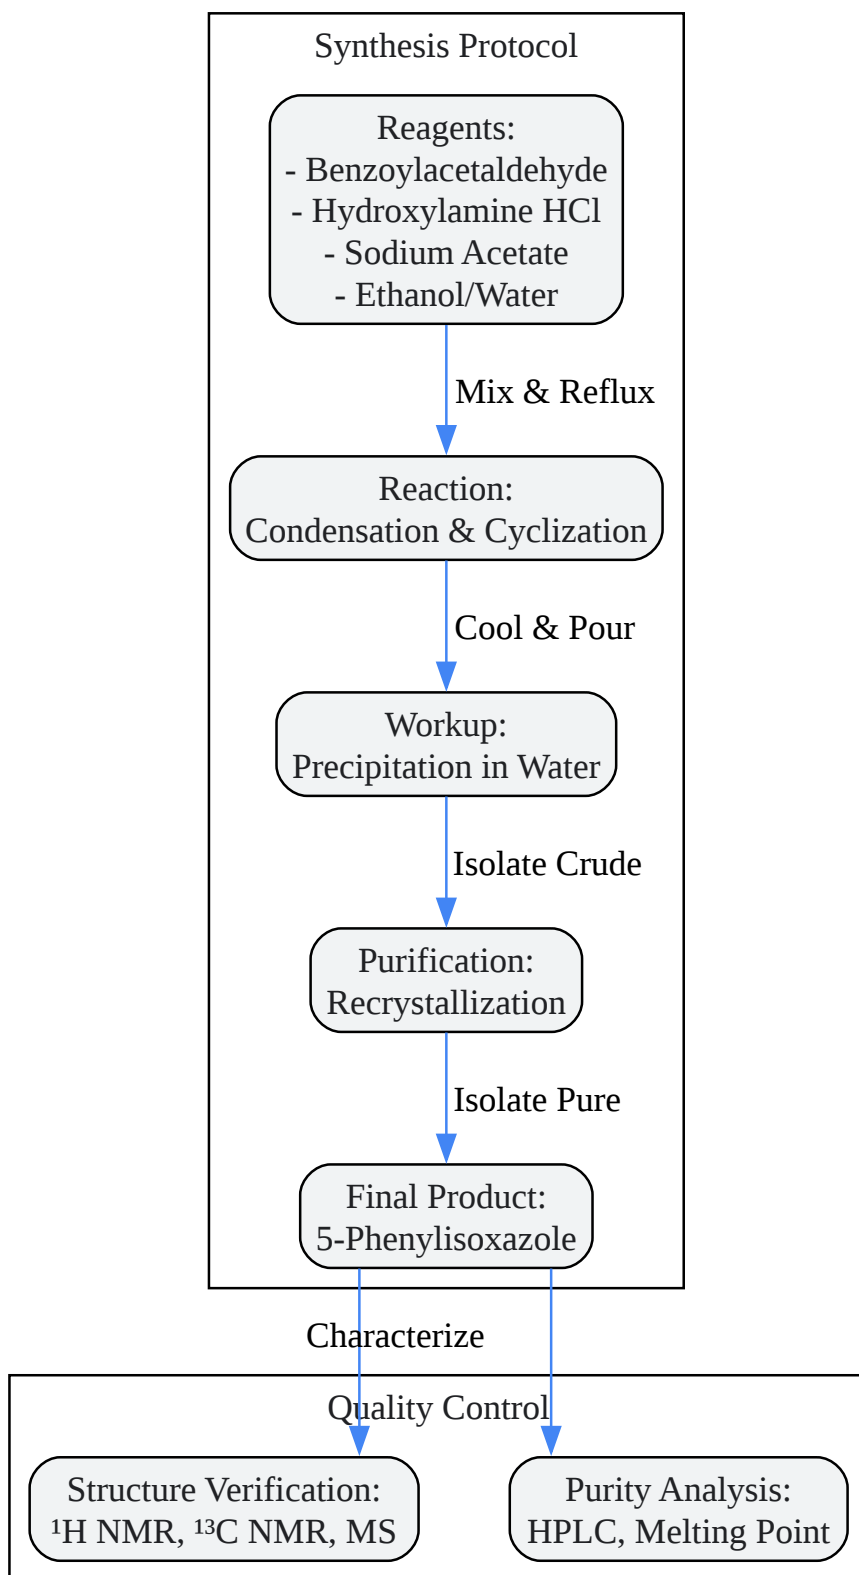 Synthesis Protocol
Reagents:
- Benzoylacetaldehyde
- Hydroxylamine HCl
- Sodium Acetate
- Ethanol/Water
Mix & Reflux
Reaction:
Condensation & Cyclization
Cool & Pour
Workup:
Precipitation in Water
Isolate Crude
Purification:
Recrystallization
Isolate Pure
Final Product:
5-Phenylisoxazole
Characterize
Quality Control
Structure Verification:
¹H NMR, ¹³C NMR, MS
Purity Analysis:
HPLC, Melting Point